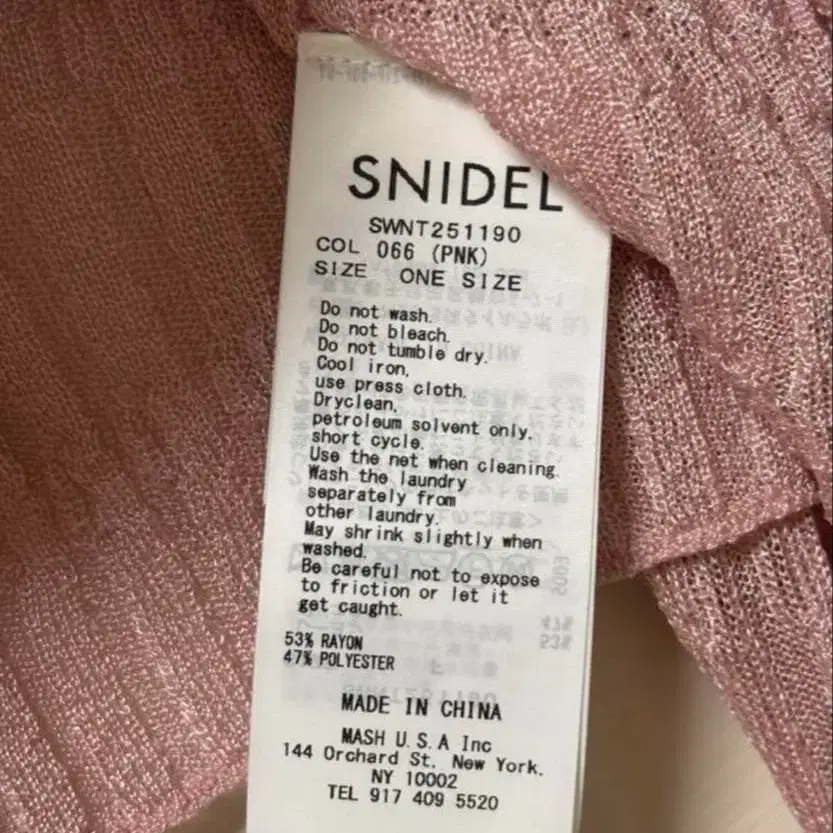 SNIDEL
SWNT251190
COL 066 (PNK)
SIZE ONE SIZE
Do not wash.
Do not bleach.
Do not tumble dry.
Cool iron,
use press cloth.
Dryclean,
petroleum solvent only.
short cycle.
Use the net when cleaning.
Wash the laundry
separately from
other laundry.
May shrink slightly when
washed.
Be careful not to expose
to friction or let it
get caught.
53% RAYON
47% POLYESTER
MADE IN CHINA
MASH U.S.A Inc
144 Orchard St. New York.
NY 10002
TEL 917 409 5520